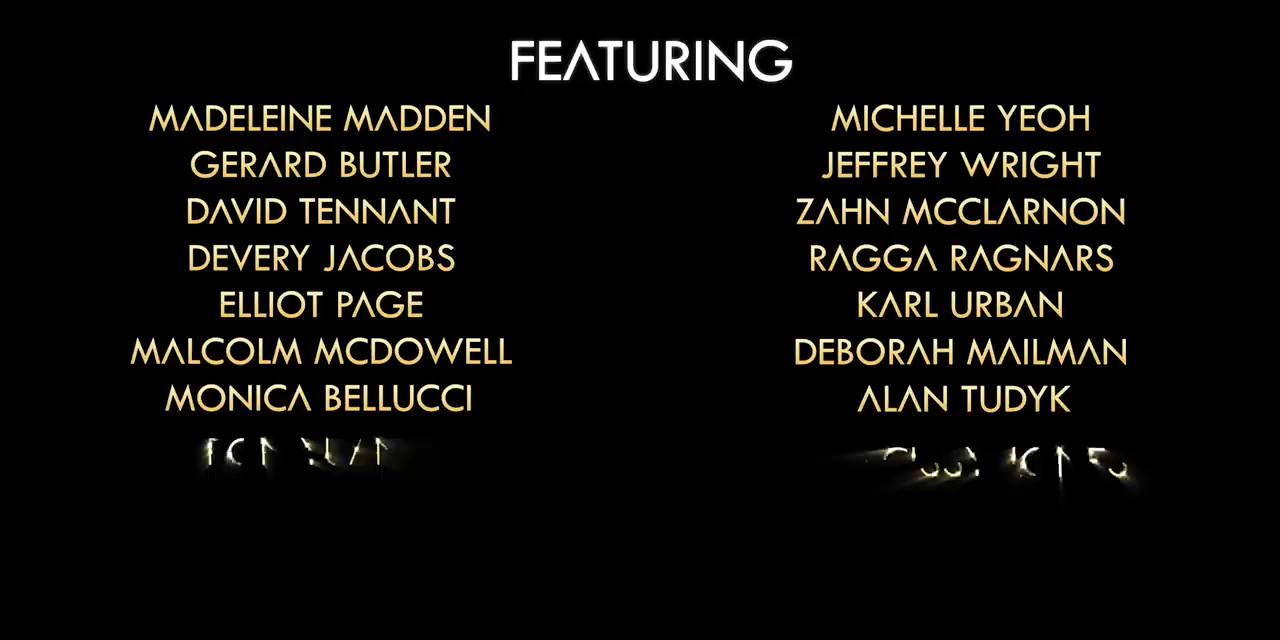 FEATURING
MADELEINE MADDEN
GERARD BUTLER
DAVID TENNANT
DEVERY JACOBS
ELLIOT PAGE
MALCOLM MCDOWELL
MONICA BELLUCCI
MICHELLE YEOH
JEFFREY WRIGHT
ZAHN MCCLARNON
RAGGA RAGNARS
KARL URBAN
DEBORAH MAILMAN
ALAN TUDYK